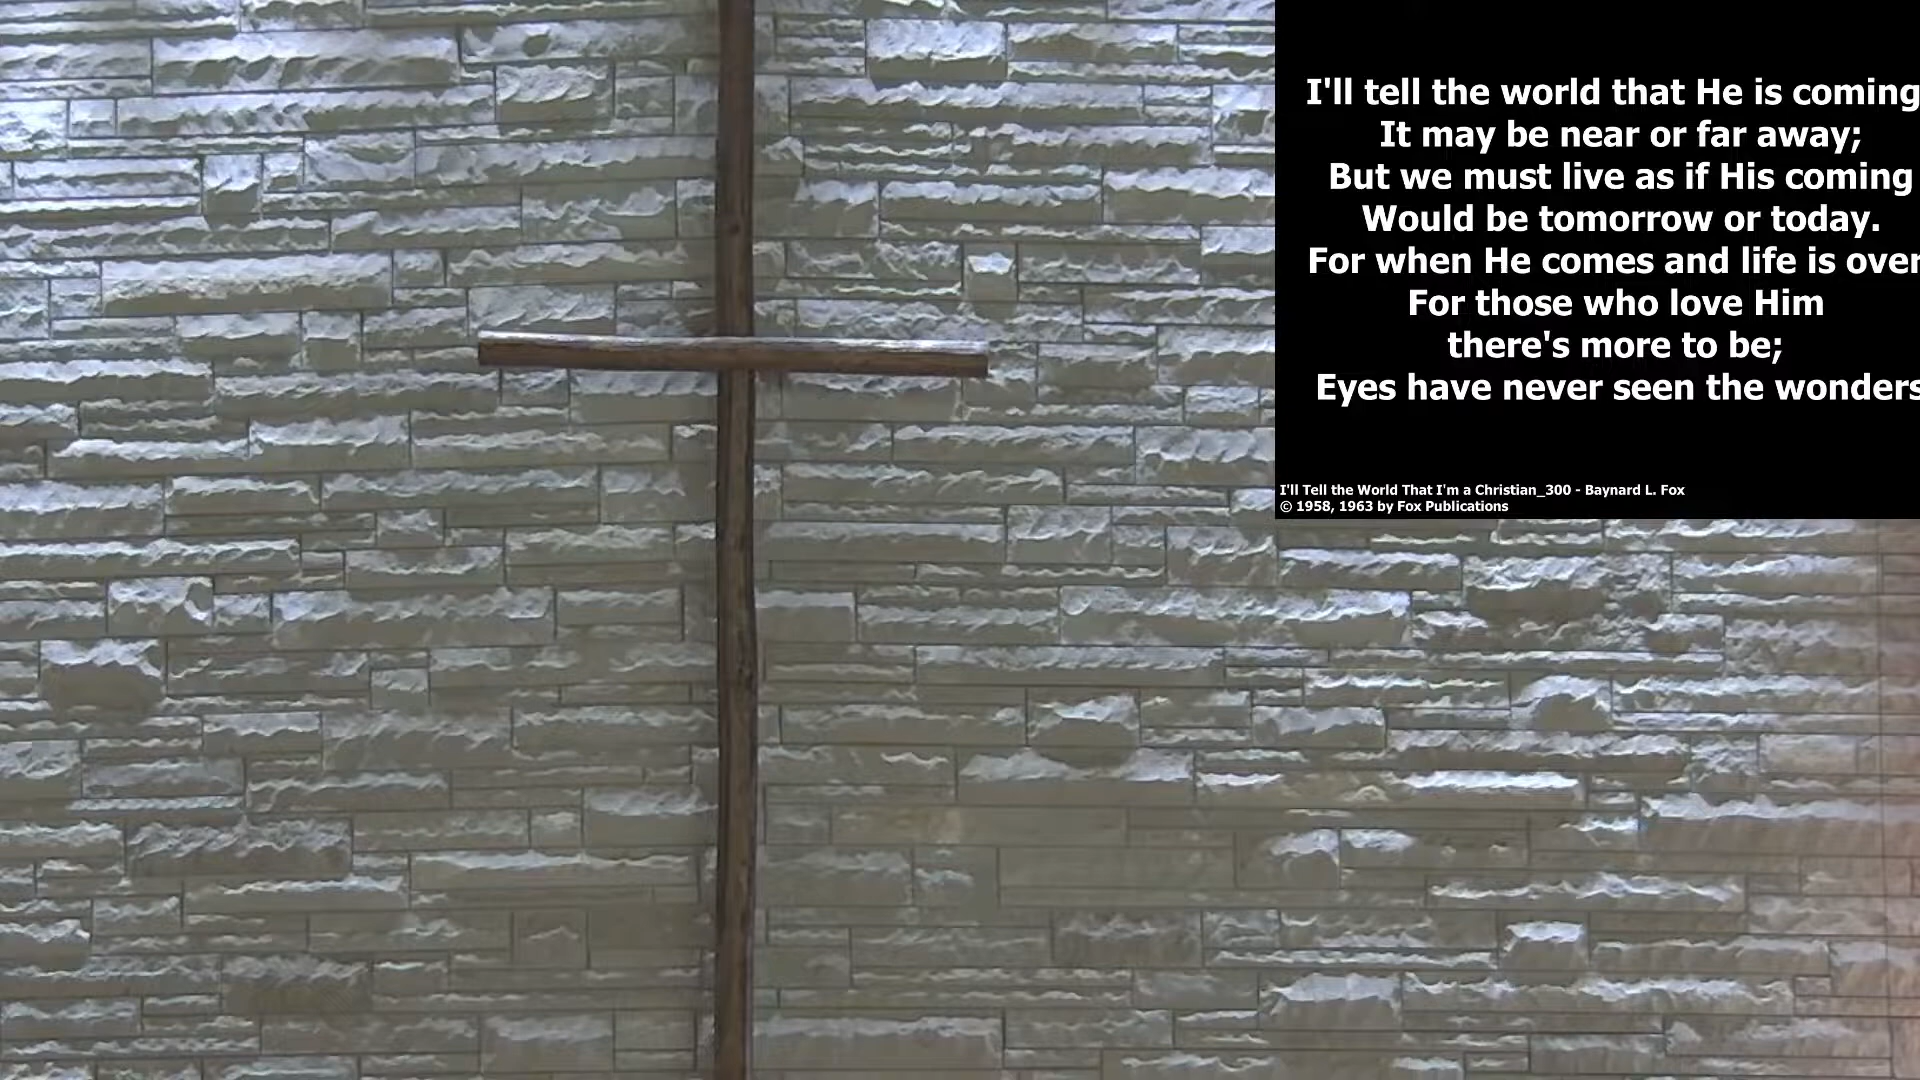 I'll tell the world that He is coming
It may be near or far away;
But we must live as if His coming
Would be tomorrow or today.
For when He comes and life is over
For those who love Him
there's more to be;
Eyes have never seen the wonders
I'll Tell the World That I'm a Christian_300 - Baynard L. Fox
© 1958, 1963 by Fox Publications